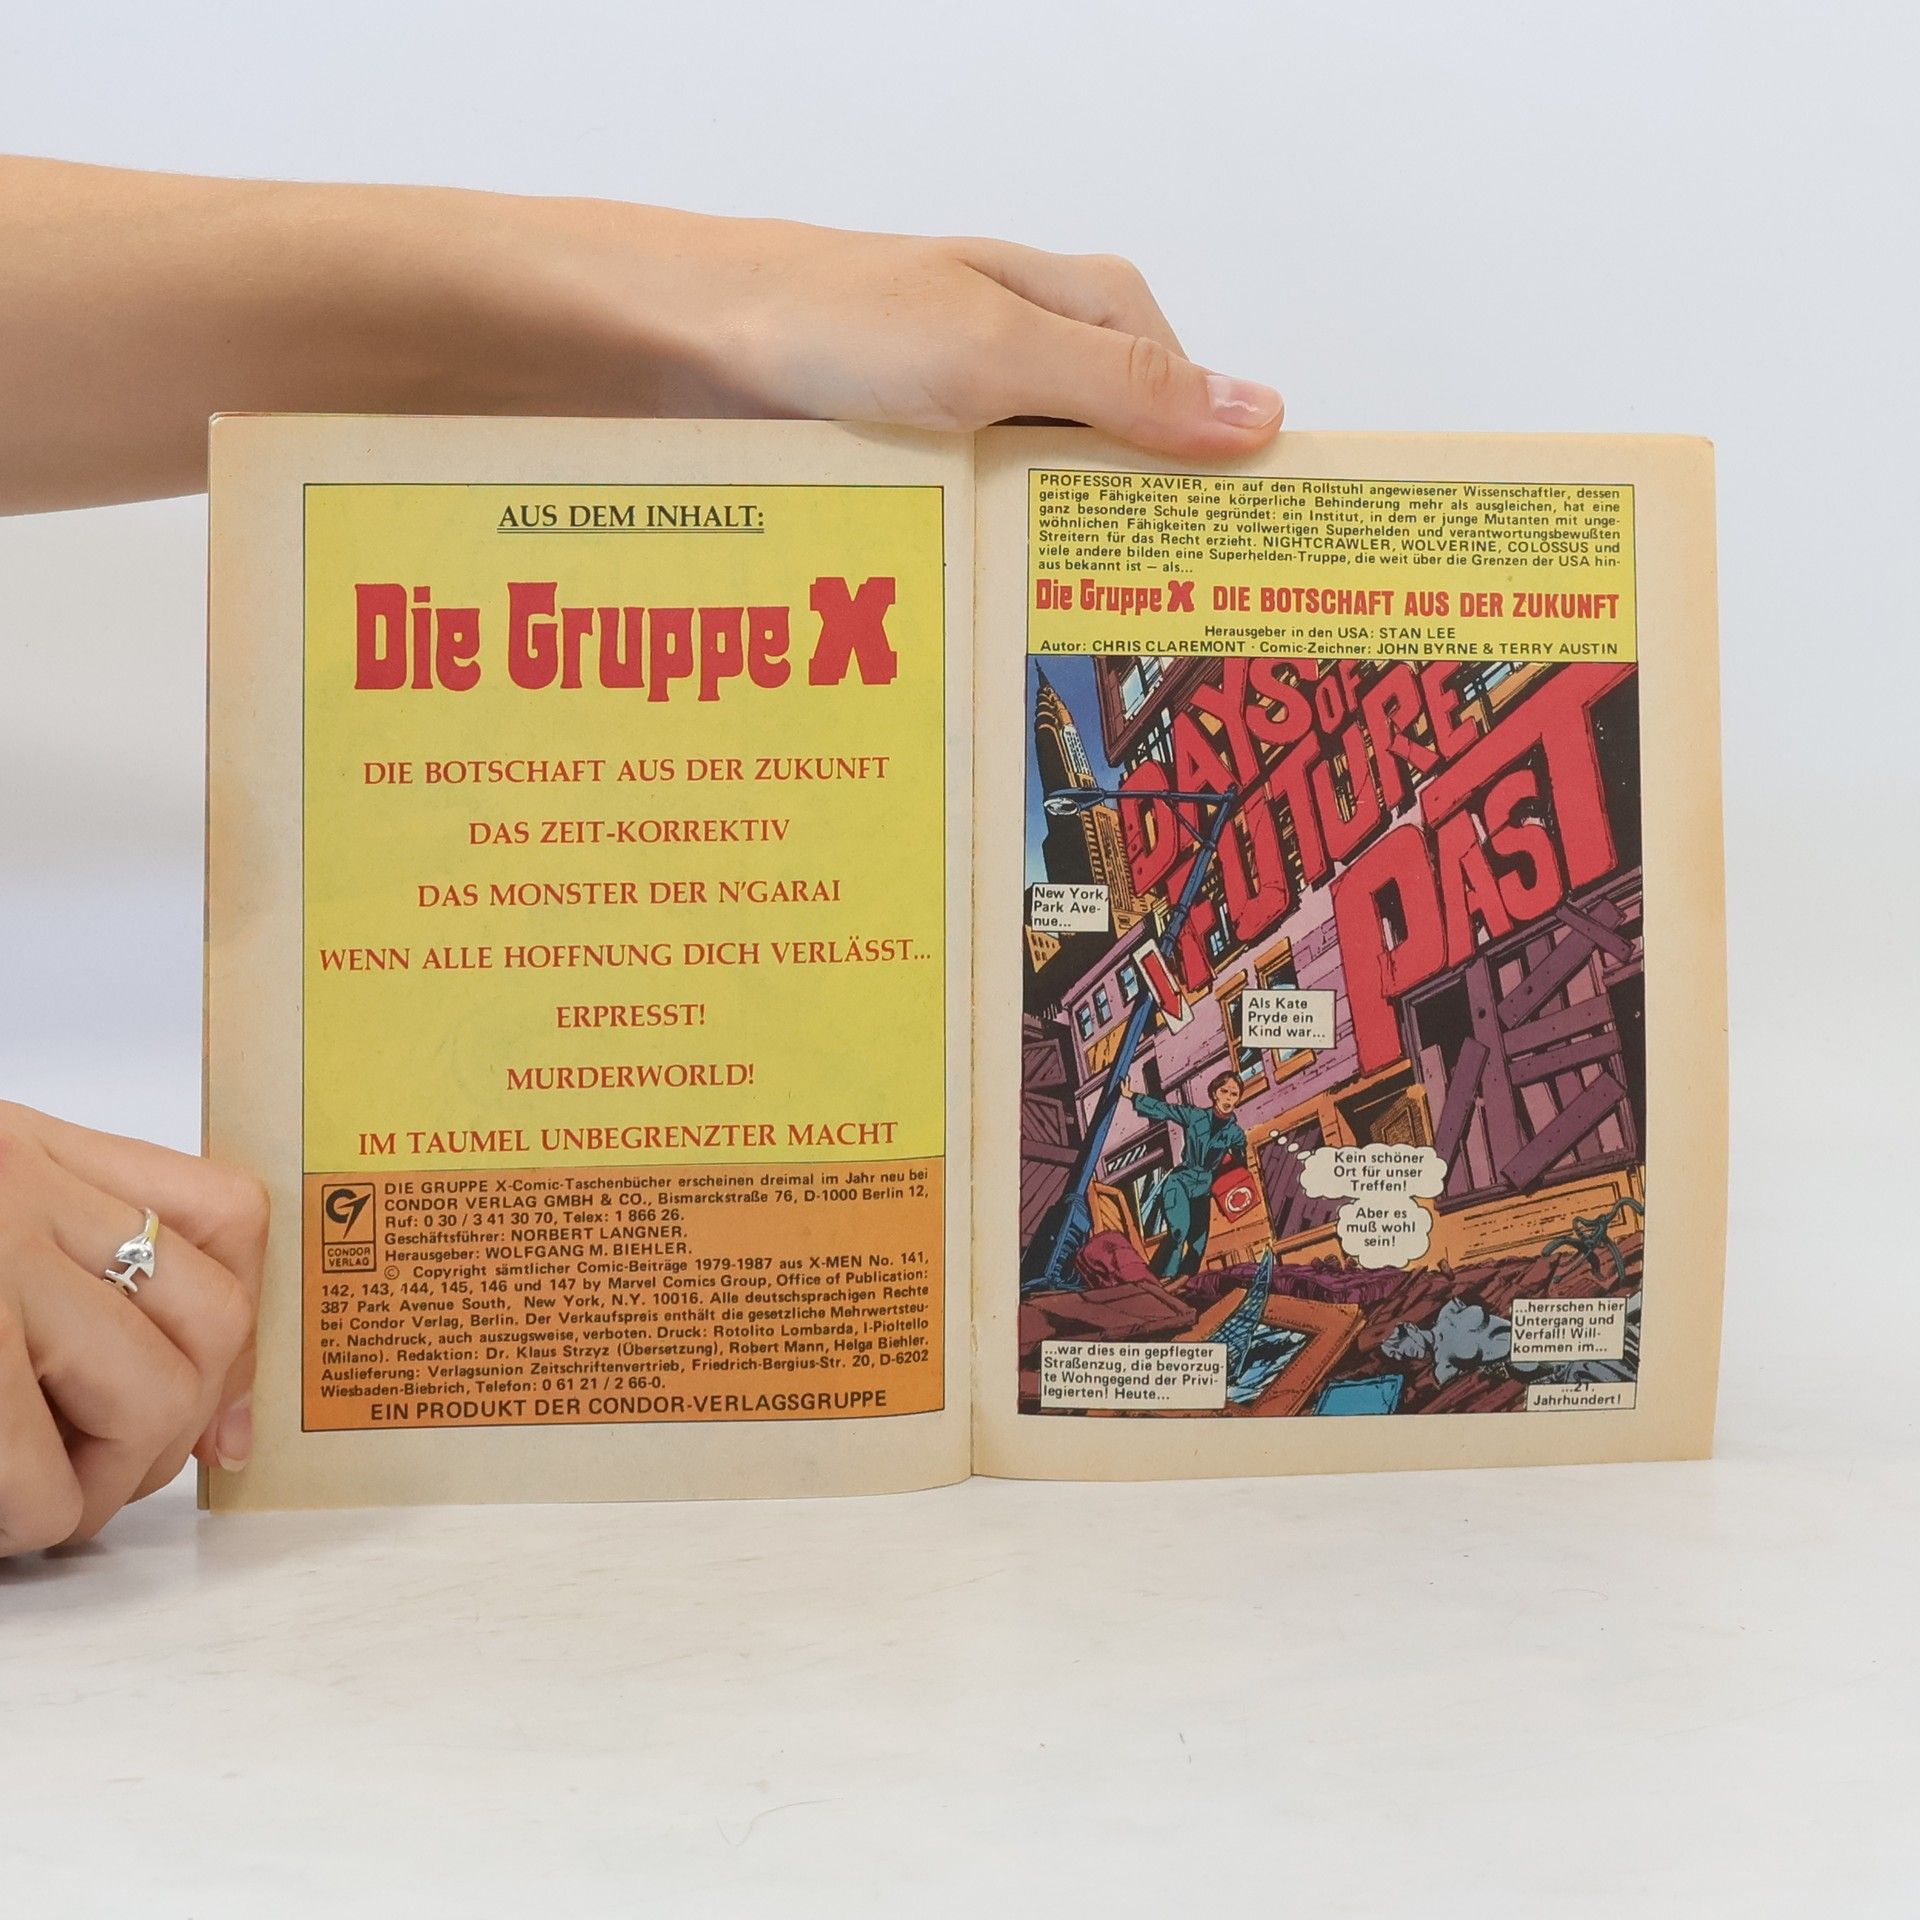 AUS DEM INHALT:
Die Gruppe X
DIE BOTSCHAFT AUS DER ZUKUNFT
DAS ZEIT-KORREKTIV
DAS MONSTER DER N'GARAI
WENN ALLE HOFFNUNG DICH VERLÄSST...
ERPRESST!
MURDERWORLD!
IM TAUMEL UNBEGRENZTER MACHT
CONDOR
VERLAG
DIE GRUPPE X-Comic-Taschenbücher erscheinen dreimal im Jahr neu bei
CONDOR VERLAG GMBH & CO., Bismarckstraße 76, D-1000 Berlin 12,
Ruf: 0 30 / 3 41 30 70, Telex: 1 866 26.
Geschäftsführer: NORBERT LANGNER.
Herausgeber: WOLFGANG M. BIEHLER.
© Copyright sämtlicher Comic-Beiträge 1979-1987 aus X-MEN No. 141,
142, 143, 144, 145, 146 und 147 by Marvel Comics Group, Office of Publication:
387 Park Avenue South, New York, N.Y. 10016. Alle deutschsprachigen Rechte
bei Condor Verlag, Berlin. Der Verkaufspreis enthält die gesetzliche Mehrwertsteu-
er. Nachdruck, auch auszugsweise, verboten. Druck: Rotolito Lombarda, I-Pioltello
(Milano). Redaktion: Dr. Klaus Strzyz (Übersetzung), Robert Mann, Helga Biehler.
Auslieferung: Verlagsunion Zeitschriftenvertrieb, Friedrich-Bergius-Str. 20, D-6202
Wiesbaden-Biebrich, Telefon: 0 61 21 / 2 66-0.
EIN PRODUKT DER CONDOR-VERLAGSGRUPPE
PROFESSOR XAVIER, ein auf den Rollstuhl angewiesener Wissenschaftler, dessen
geistige Fähigkeiten seine körperliche Behinderung mehr als ausgleichen, hat eine
ganz besondere Schule gegründet: ein Institut, in dem er junge Mutanten mit unge-
wöhnlichen Fähigkeiten zu vollwertigen Superhelden und verantwortungsbewußten
Streitern für das Recht erzieht. NIGHTCRAWLER, WOLVERINE, COLOSSUS und
viele andere bilden eine Superhelden-Truppe, die weit über die Grenzen der USA hin-
aus bekannt ist — als...
Die Gruppe X DIE BOTSCHAFT AUS DER ZUKUNFT
Herausgeber in den USA: STAN LEE
Autor: CHRIS CLAREMONT · Comic-Zeichner: JOHN BYRNE & TERRY AUSTIN
DAYS OF
FUTURE
PAST
New York,
Park Ave-
nue...
Als Kate
Pryde ein
Kind war...
Kein schöner
Ort für unser
Treffen!
Aber es
muß wohl
sein!
...war dies ein gepflegter
Straßenzug, die bevorzug-
te Wohngegend der Privi-
legierten! Heute...
...herrschen hier
Untergang und
Verfall! Will-
kommen im...
...21.
Jahrhundert!